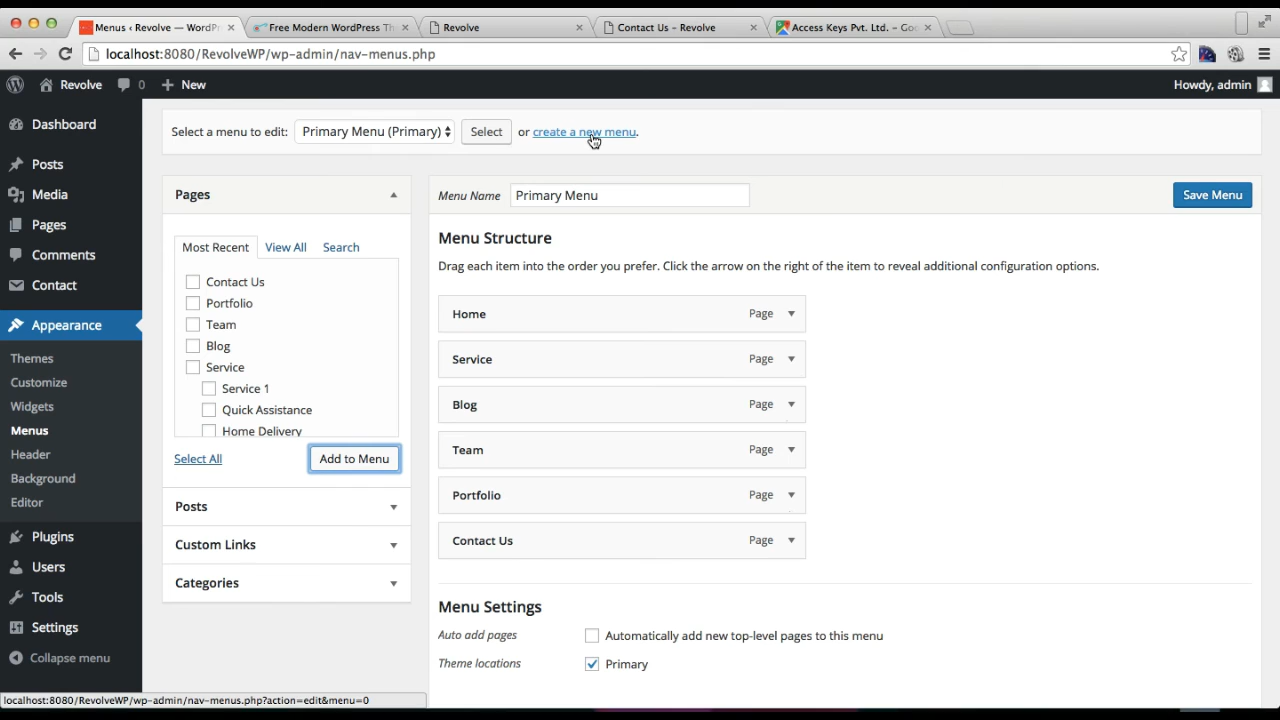 Menus ‹ Revolve — WordPr
Free Modern WordPress Th
Revolve
Contact Us – Revolve
Access Keys Pvt. Ltd. – Goo
localhost:8080/RevolveWP/wp-admin/nav-menus.php
Revolve
0
New
Howdy, admin
Dashboard
Posts
Media
Pages
Comments
Contact
Appearance
Themes
Customize
Widgets
Menus
Header
Background
Editor
Plugins
Users
Tools
Settings
Collapse menu
Select a menu to edit: Primary Menu (Primary) Select or create a new menu.
Pages
Most Recent View All Search
Contact Us
Portfolio
Team
Blog
Service
Service 1
Quick Assistance
Home Delivery
Select All Add to Menu
Posts
Custom Links
Categories
Menu Name Primary Menu Save Menu
Menu Structure
Drag each item into the order you prefer. Click the arrow on the right of the item to reveal additional configuration options.
Home Page
Service Page
Blog Page
Team Page
Portfolio Page
Contact Us Page
Menu Settings
Auto add pages Automatically add new top-level pages to this menu
Theme locations Primary
localhost:8080/RevolveWP/wp-admin/nav-menus.php?action=edit&menu=0